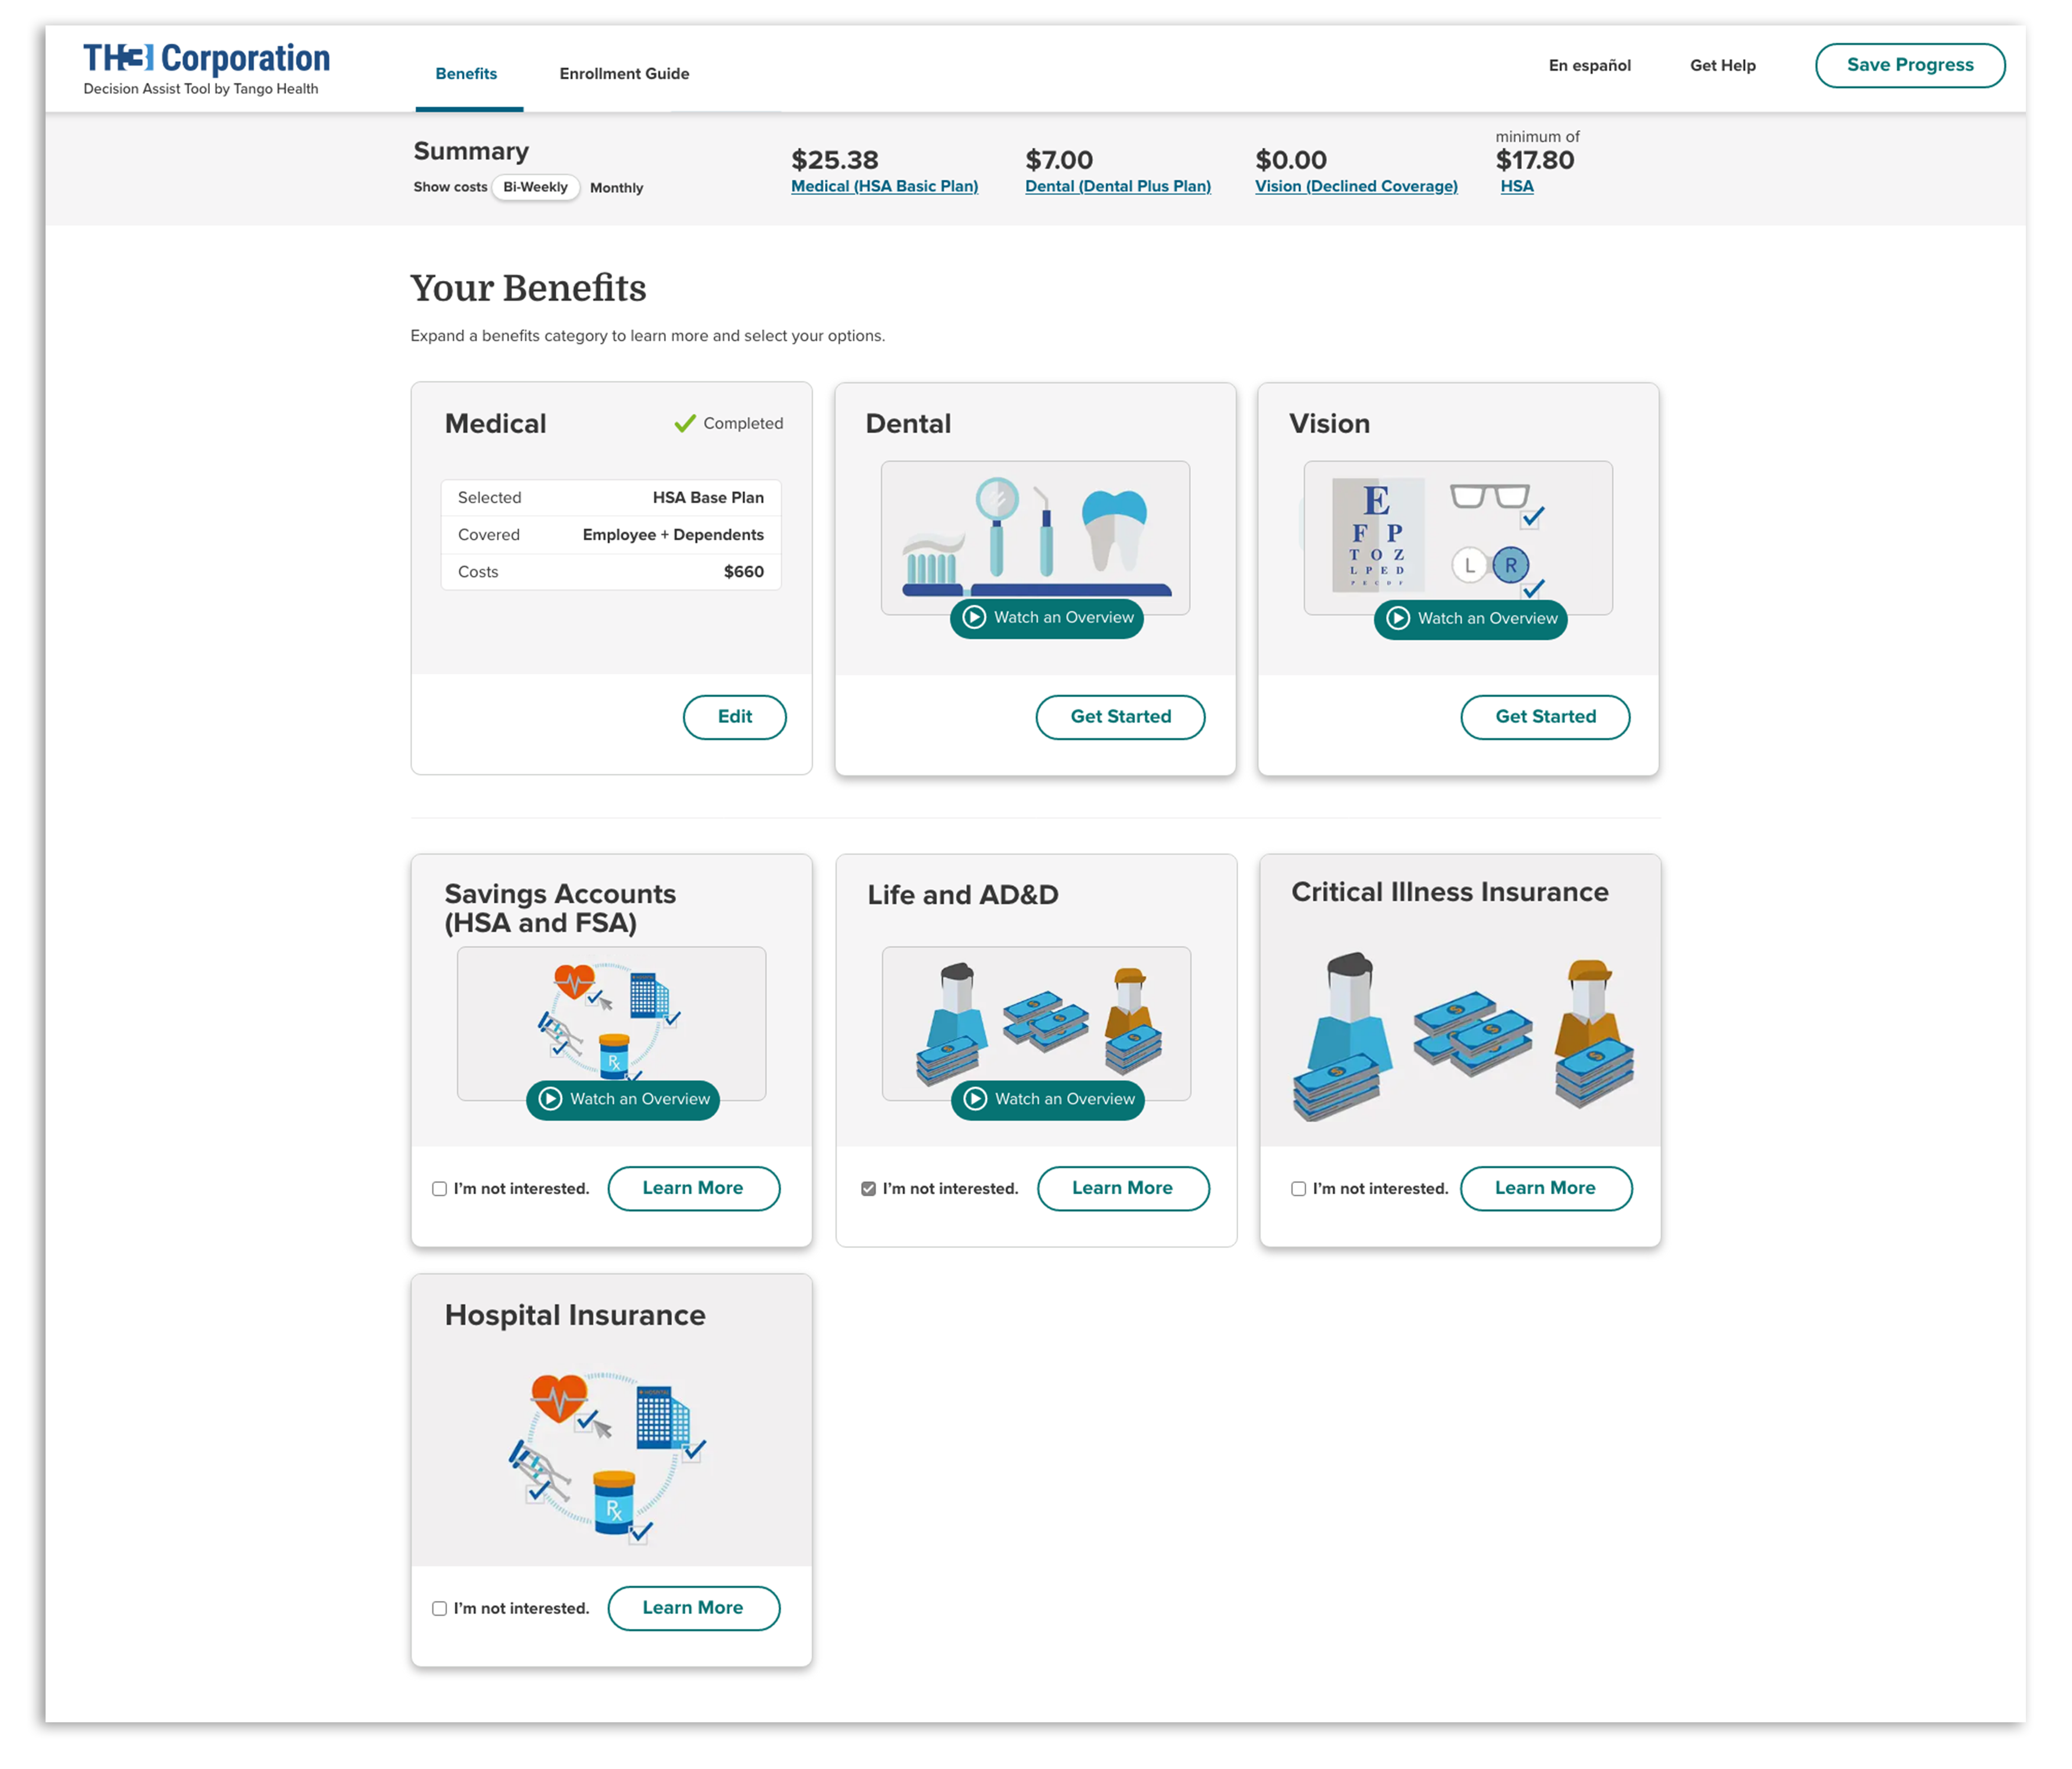 TH3 Corporation
Decision Assist Tool by Tango Health
Benefits
Enrollment Guide
En español
Get Help
Save Progress
Summary
Show costs Bi-Weekly Monthly
$25.38
Medical (HSA Basic Plan)
$7.00
Dental (Dental Plus Plan)
$0.00
Vision (Declined Coverage)
minimum of
$17.80
HSA
Your Benefits
Expand a benefits category to learn more and select your options.
Medical
Completed
Selected HSA Base Plan
Covered Employee + Dependents
Costs $660
Edit
Dental
Watch an Overview
Get Started
Vision
E
F P
T O Z
L P E D
P E C D F
L R
Watch an Overview
Get Started
Savings Accounts
(HSA and FSA)
Rx
Watch an Overview
I'm not interested.
Learn More
Life and AD&D
Watch an Overview
I'm not interested.
Learn More
Critical Illness Insurance
I'm not interested.
Learn More
Hospital Insurance
HOSPITAL
Rx
I'm not interested.
Learn More